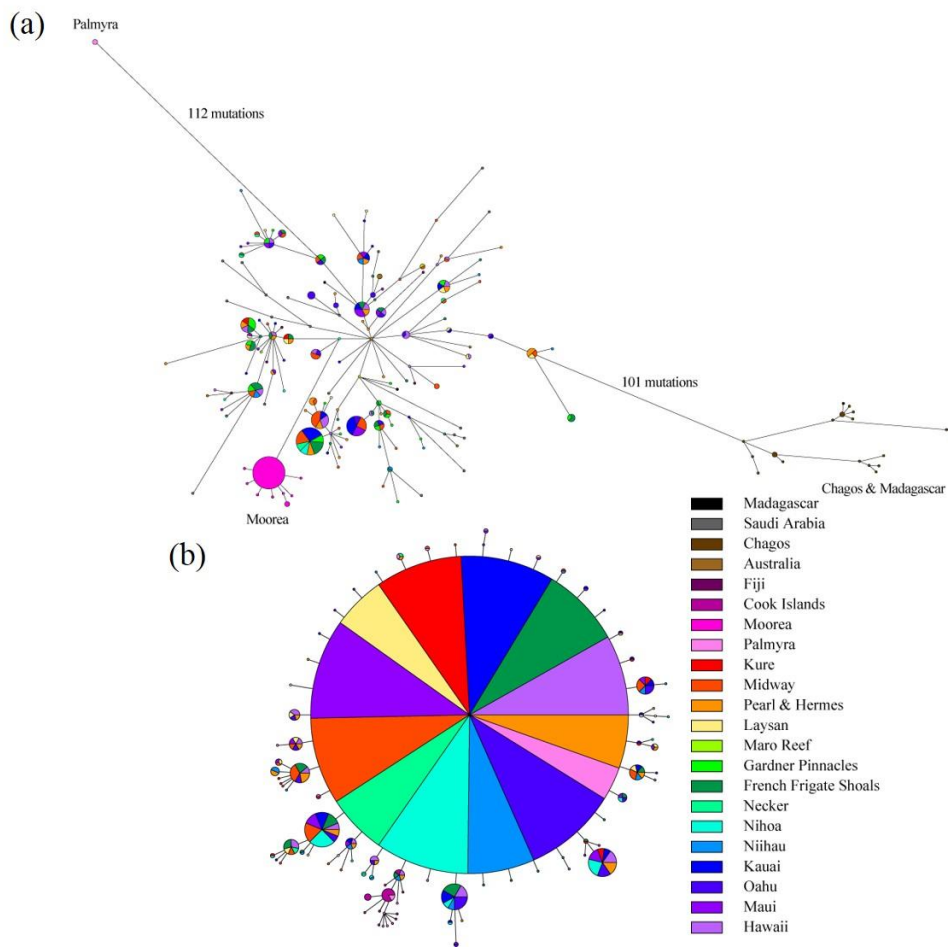 (a)
Palmyra
112 mutations
101 mutations
Chagos & Madagascar
Moorea
(b)
Madagascar
Saudi Arabia
Chagos
Australia
Fiji
Cook Islands
Moorea
Palmyra
Kure
Midway
Pearl & Hermes
Laysan
Maro Reef
Gardner Pinnacles
French Frigate Shoals
Necker
Nihoa
Niihau
Kauai
Oahu
Maui
Hawaii